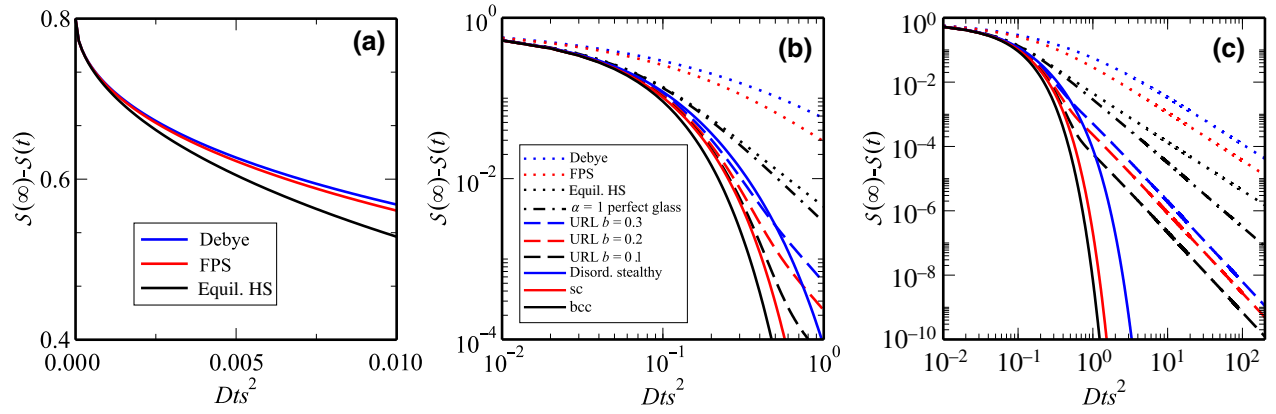 (a)
0.8
0.6
0.4
S(∞)-S(t)
Debye
FPS
Equil. HS
0.000
0.005
0.010
Dts²
(b)
10⁰
10⁻²
10⁻⁴
S(∞)-S(t)
Debye
FPS
Equil. HS
α = 1 perfect glass
URL b = 0.3
URL b = 0.2
URL b = 0.1
Disord. stealthy
sc
bcc
10⁻²
10⁻¹
10⁰
Dts²
(c)
10⁰
10⁻²
10⁻⁴
10⁻⁶
10⁻⁸
10⁻¹⁰
S(∞)-S(t)
10⁻²
10⁻¹
10⁰
10¹
10²
Dts²